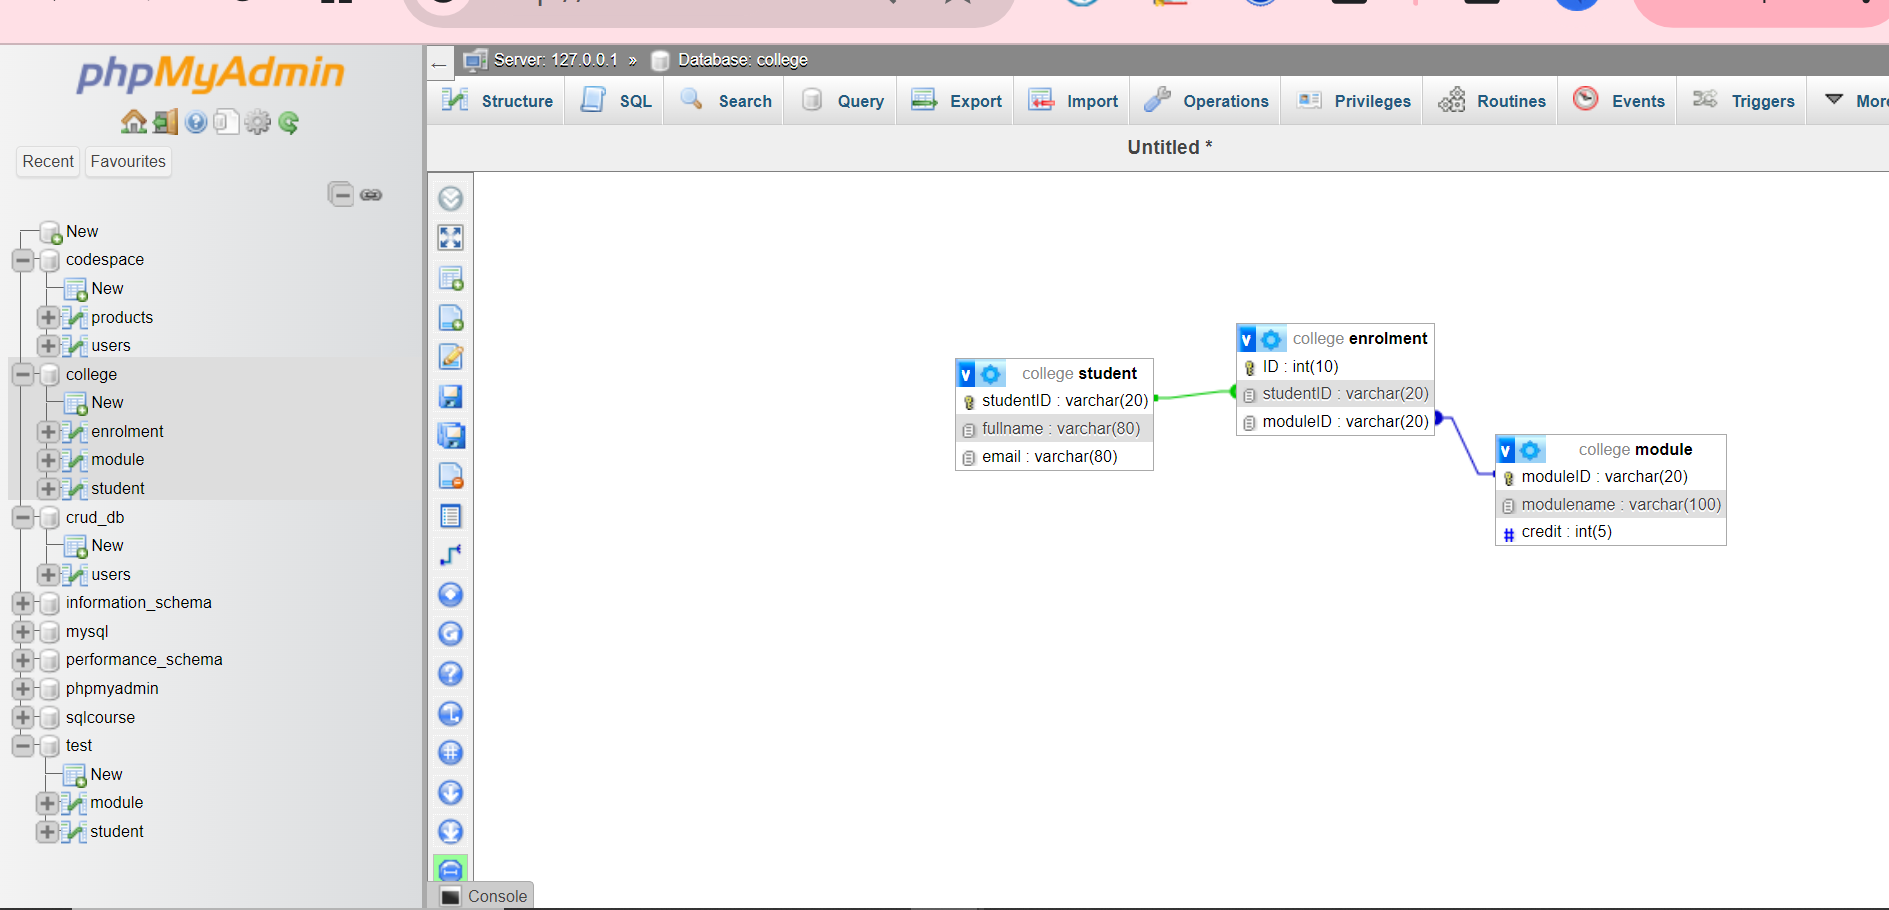 phpMyAdmin
Recent
Favourites
New
codespace
New
products
users
college
New
enrolment
module
student
crud_db
New
users
information_schema
mysql
performance_schema
phpmyadmin
sqlcourse
test
New
module
student
← Server: 127.0.0.1 » Database: college
Structure SQL Search Query Export Import Operations Privileges Routines Events Triggers More
Untitled *
v college student
studentID : varchar(20)
fullname : varchar(80)
email : varchar(80)
v college enrolment
ID : int(10)
studentID : varchar(20)
moduleID : varchar(20)
v college module
moduleID : varchar(20)
modulename : varchar(100)
# credit : int(5)
Console